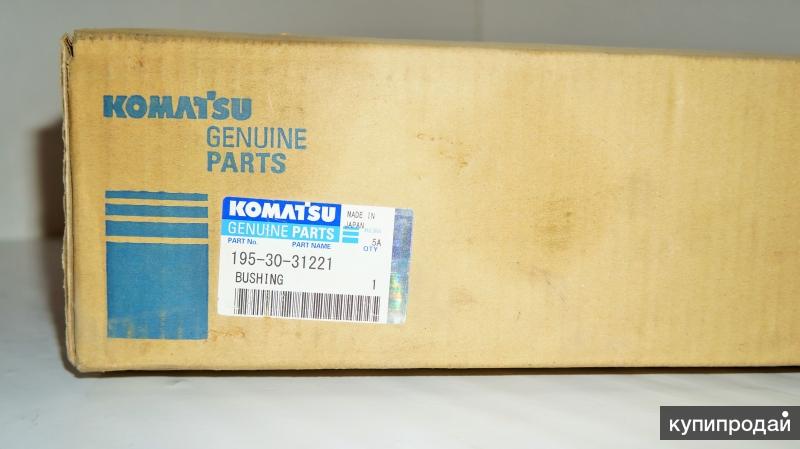 KOMATSU
GENUINE
PARTS
KOMATSU
MADE IN
JAPAN
GENUINE PARTS
PART No. PART NAME
5A
QTY
195-30-31221
BUSHING 1
купипродай